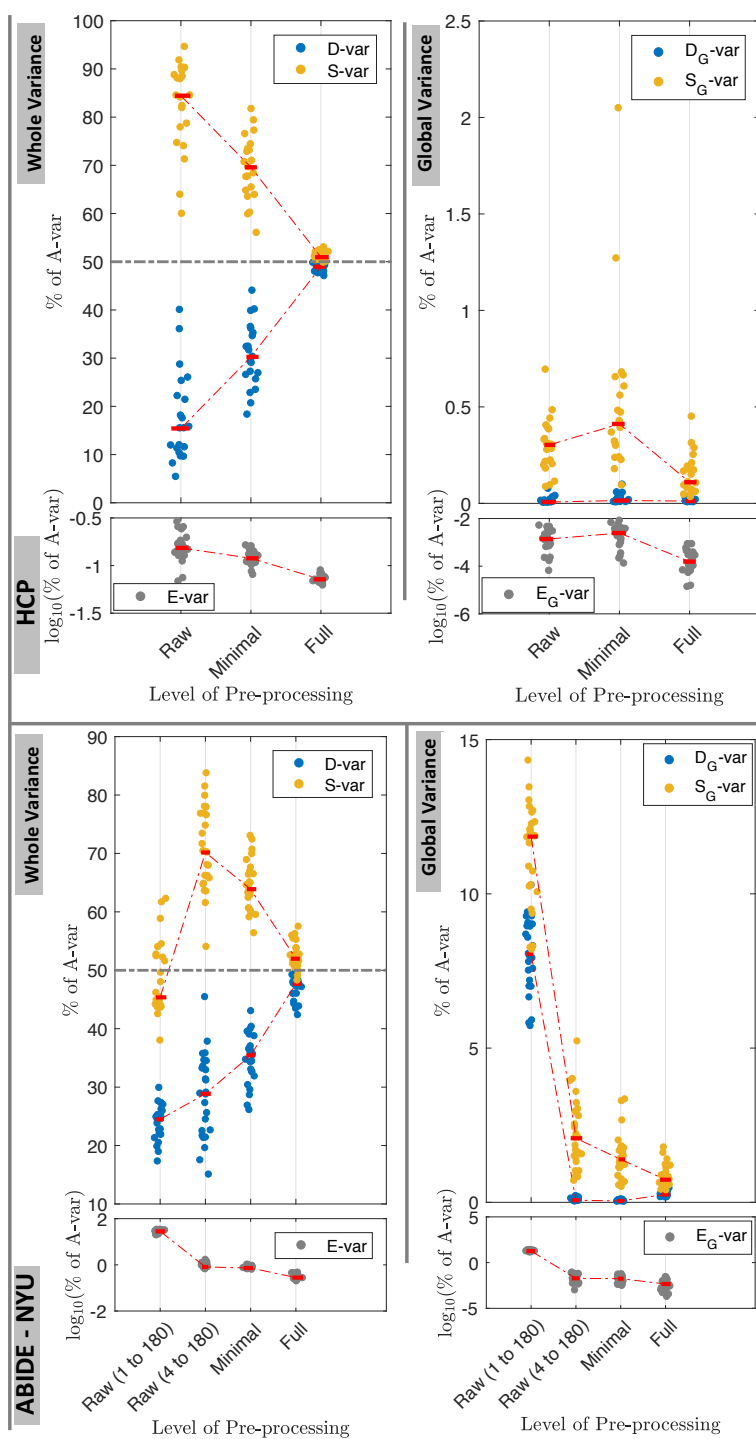 HCP
Whole Variance
% of A-var
100
90
80
70
60
50
40
30
20
10
0
D-var
S-var
log10(% of A-var)
-0.5
-1
-1.5
E-var
Raw
Minimal
Full
Level of Pre-processing
Global Variance
% of A-var
2.5
2
1.5
1
0.5
0
D_G-var
S_G-var
log10(% of A-var)
-2
-4
-6
E_G-var
Raw
Minimal
Full
Level of Pre-processing
ABIDE - NYU
Whole Variance
% of A-var
90
80
70
60
50
40
30
20
10
D-var
S-var
log10(% of A-var)
2
0
-2
E-var
Raw (1 to 180)
Raw (4 to 180)
Minimal
Full
Level of Pre-processing
Global Variance
% of A-var
15
10
5
0
D_G-var
S_G-var
log10(% of A-var)
5
0
-5
E_G-var
Raw (1 to 180)
Raw (4 to 180)
Minimal
Full
Level of Pre-processing